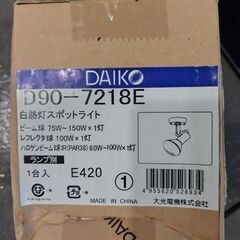 DAIKO
D90-7218E
白熱灯スポットライト
ビーム球 75W~150W×1灯
レフレクタ球 100W×1灯
ハロゲンビーム球IR(PAR38) 60W~100W×1灯
ランプ別
1台入 E420 ①
4955620526934
大光電機株式会社